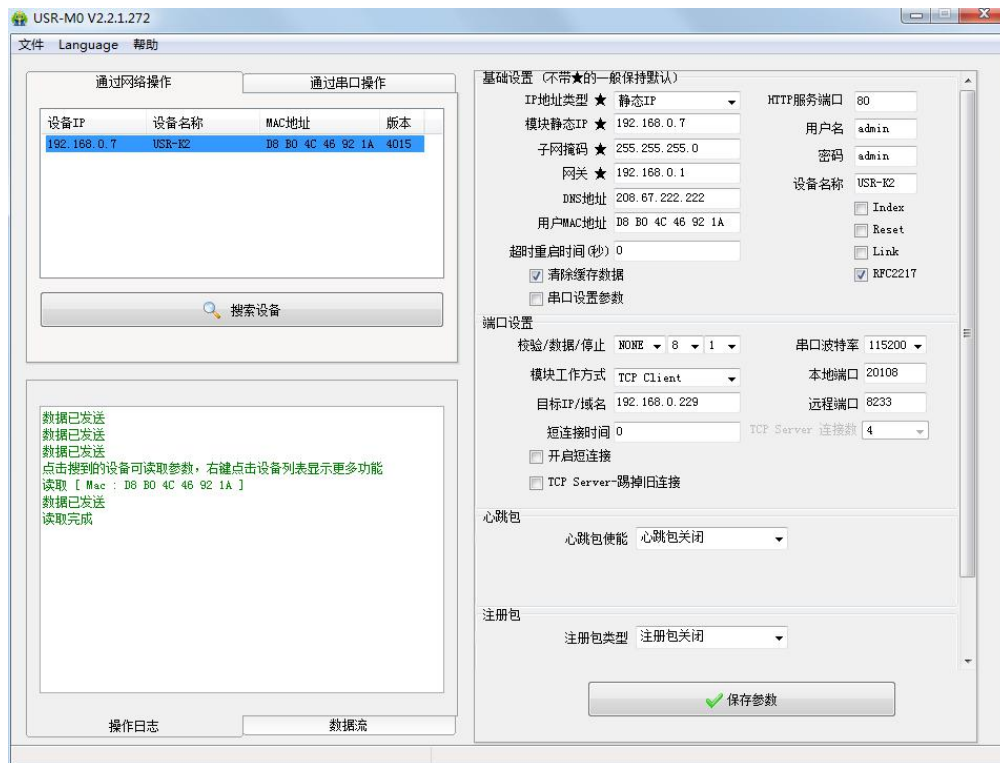 USR-M0 V2.2.1.272
文件 Language 帮助
通过网络操作 通过串口操作
设备IP 设备名称 MAC地址 版本
192.168.0.7 USR-K2 D8 B0 4C 46 92 1A 4015
搜索设备
数据已发送
数据已发送
数据已发送
点击搜到的设备可读取参数，右键点击设备列表显示更多功能
读取 [ Mac : D8 B0 4C 46 92 1A ]
数据已发送
读取完成
操作日志 数据流
基础设置（不带★的一般保持默认）
IP地址类型 ★ 静态IP HTTP服务端口 80
模块静态IP ★ 192.168.0.7 用户名 admin
子网掩码 ★ 255.255.255.0 密码 admin
网关 ★ 192.168.0.1 设备名称 USR-K2
DNS地址 208.67.222.222 Index
用户MAC地址 D8 B0 4C 46 92 1A Reset
超时重启时间(秒) 0 Link
清除缓存数据 RFC2217
串口设置参数
端口设置
校验/数据/停止 NONE 8 1 串口波特率 115200
模块工作方式 TCP Client 本地端口 20108
目标IP/域名 192.168.0.229 远程端口 8233
短连接时间 0 TCP Server 连接数 4
开启短连接
TCP Server-踢掉旧连接
心跳包
心跳包使能 心跳包关闭
注册包
注册包类型 注册包关闭
保存参数